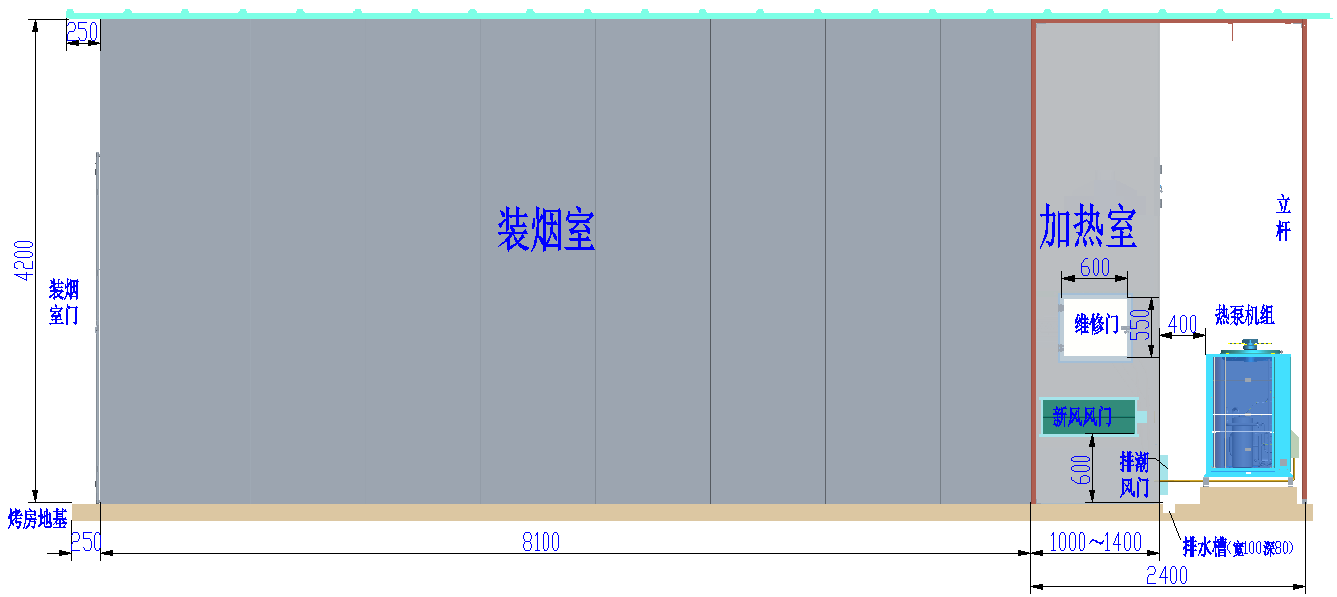 250
装烟室
加热室
立
杆
4200
600
装烟
室门
维修门
550
400
热泵机组
新风风门
600
排潮
风门
烤房地基
250
8100
1000~1400
排水槽(宽100深80)
2400